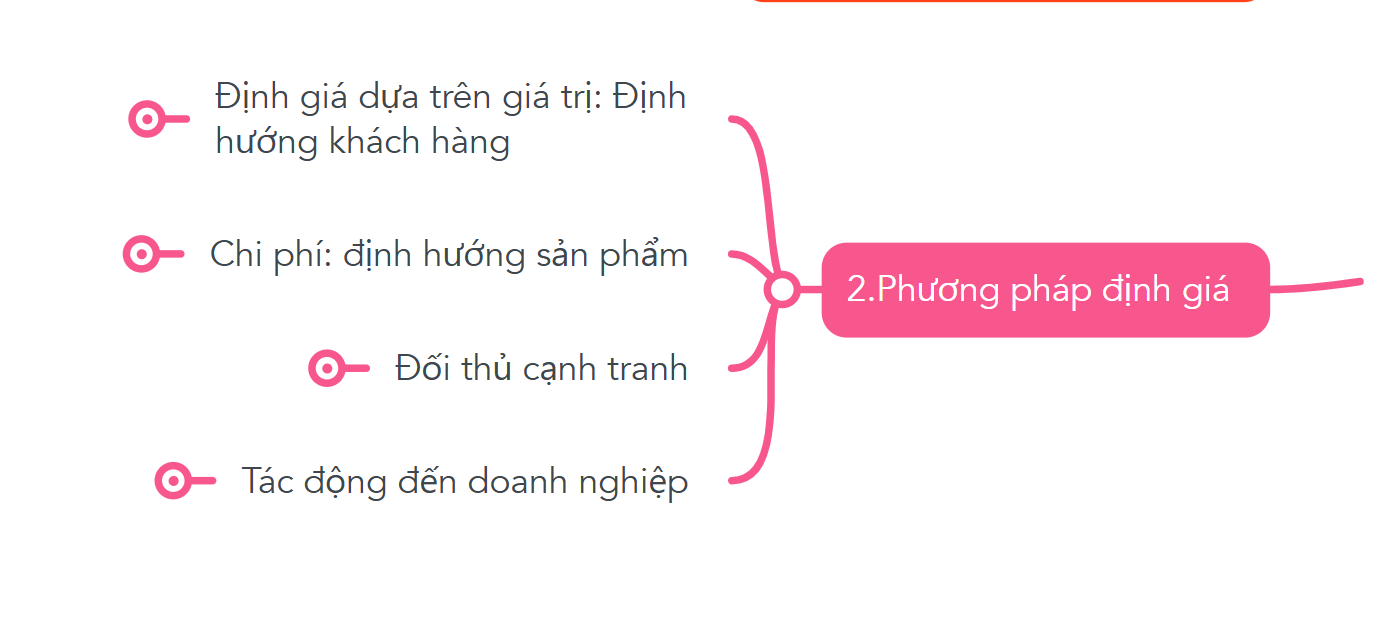 Định giá dựa trên giá trị: Định
hướng khách hàng
Chi phí: định hướng sản phẩm
2.Phương pháp định giá
Đối thủ cạnh tranh
Tác động đến doanh nghiệp